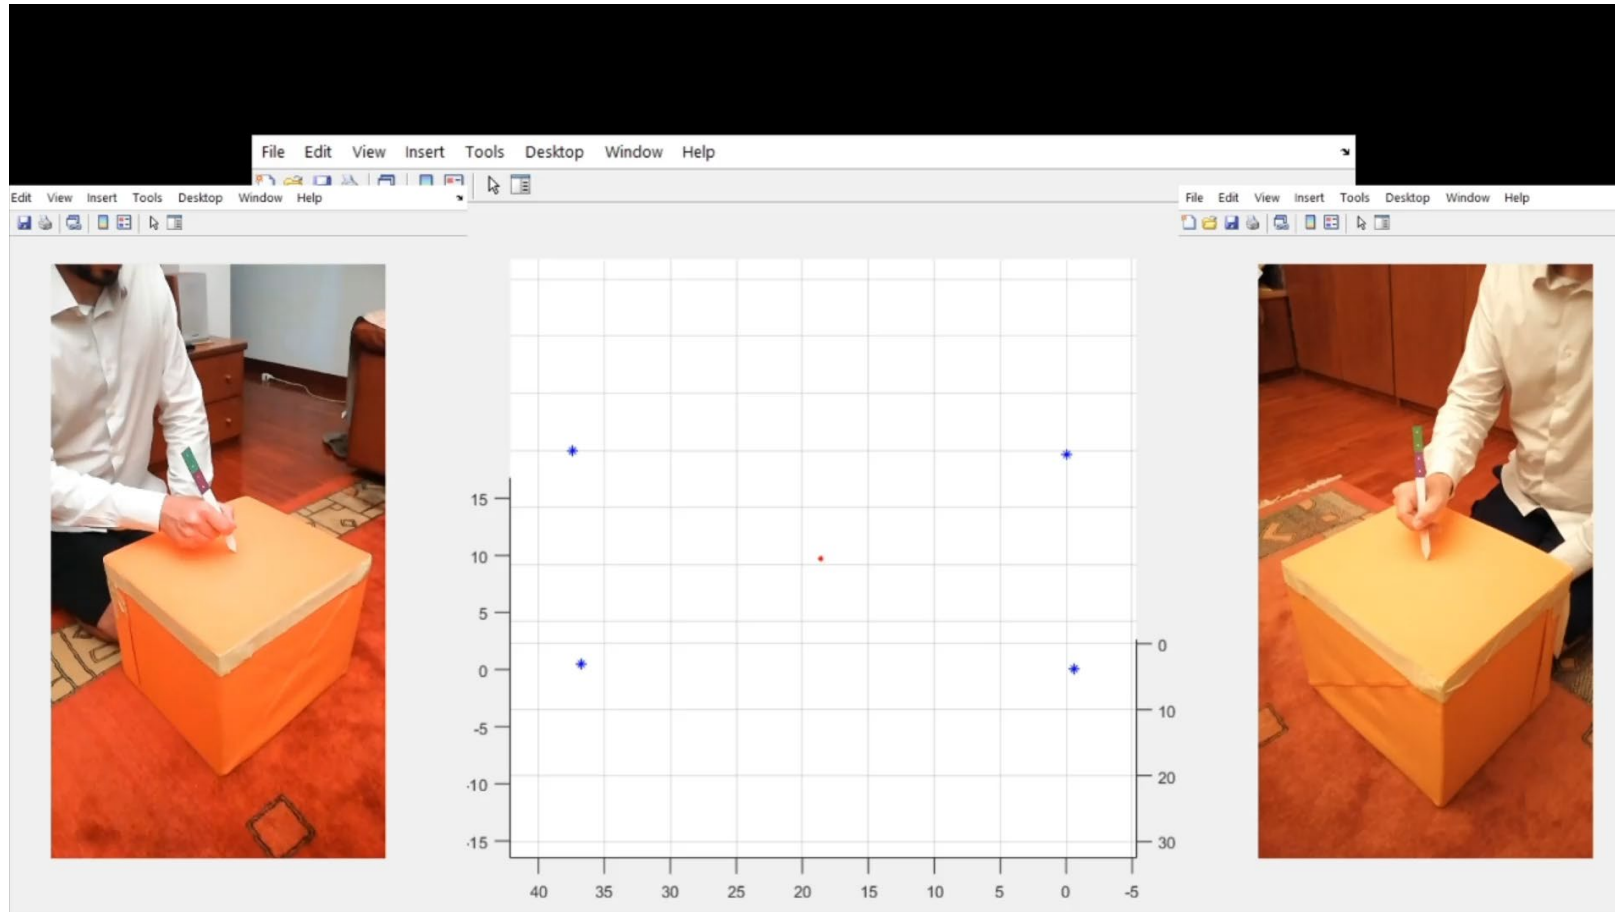 File Edit View Insert Tools Desktop Window Help
Edit View Insert Tools Desktop Window Help
File Edit View Insert Tools Desktop Window Help
15
10
5
0
-5
-10
-15
0
10
20
30
40 35 30 25 20 15 10 5 0 -5